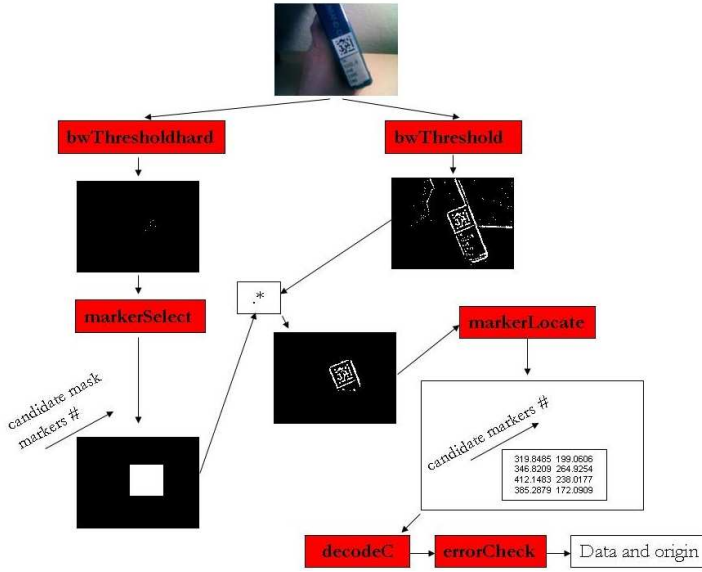 bwThresholdhard
bwThreshold
.*
markerSelect
markerLocate
candidate mask
markers #
candidate markers #
319.8485 199.0606
346.8209 264.9254
412.1483 238.0177
385.2879 172.0909
decodeC
errorCheck
Data and origin